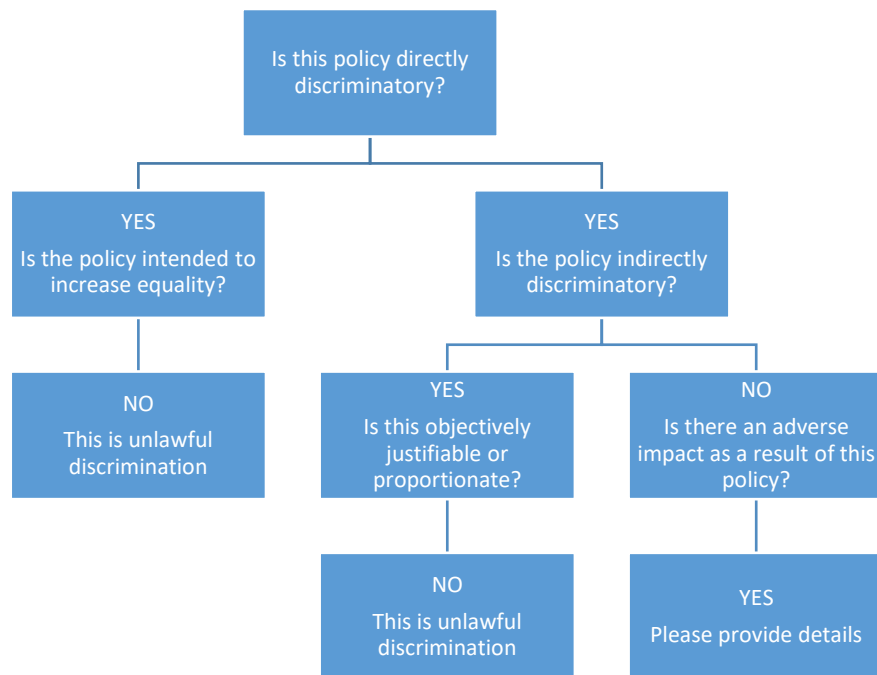 Is this policy directly
discriminatory?
YES
Is the policy intended to
increase equality?
YES
Is the policy indirectly
discriminatory?
NO
This is unlawful
discrimination
YES
Is this objectively
justifiable or
proportionate?
NO
Is there an adverse
impact as a result of this
policy?
NO
This is unlawful
discrimination
YES
Please provide details